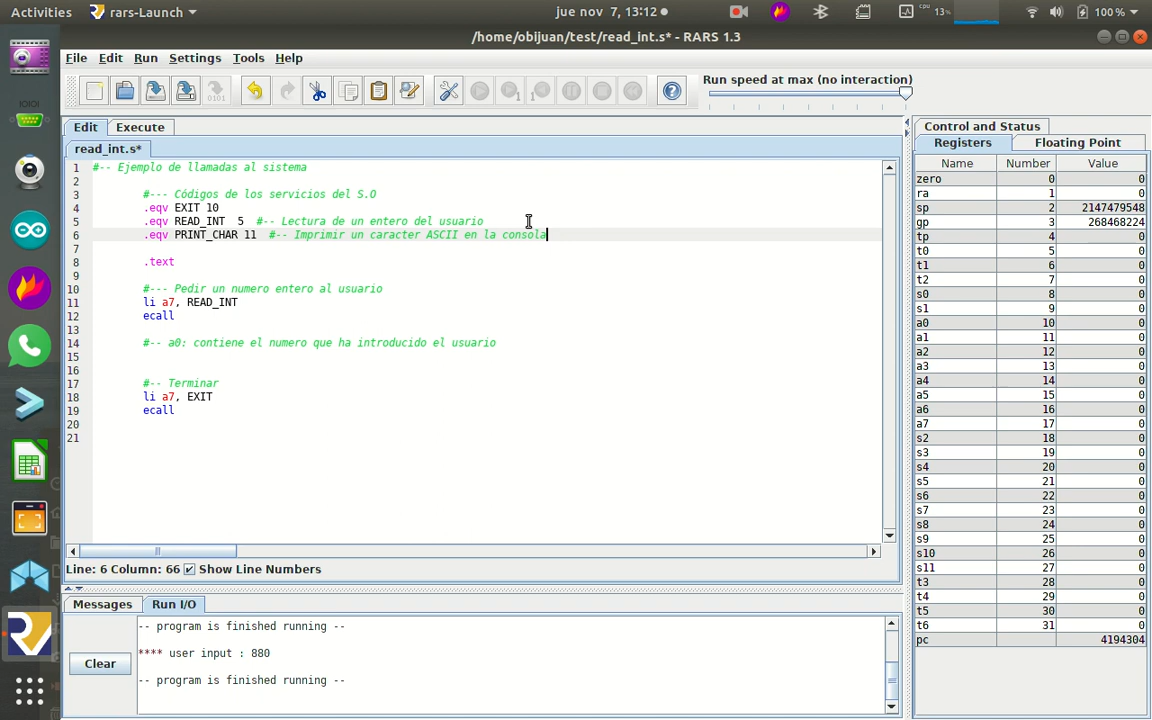 Activities rars-Launch jue nov 7, 13:12 cpu 13% 100 %
/home/obijuan/test/read_int.s* - RARS 1.3
File Edit Run Settings Tools Help
Run speed at max (no interaction)
Edit Execute
read_int.s*
1 #-- Ejemplo de llamadas al sistema
2
3 #--- Códigos de los servicios del S.O
4 .eqv EXIT 10
5 .eqv READ_INT 5 #-- Lectura de un entero del usuario
6 .eqv PRINT_CHAR 11 #-- Imprimir un caracter ASCII en la consola
7
8 .text
9
10 #--- Pedir un numero entero al usuario
11 li a7, READ_INT
12 ecall
13
14 #-- a0: contiene el numero que ha introducido el usuario
15
16
17 #-- Terminar
18 li a7, EXIT
19 ecall
20
21
Line: 6 Column: 66 Show Line Numbers
Messages Run I/O
-- program is finished running --
**** user input : 880
-- program is finished running --
Clear
Control and Status
Registers Floating Point
Name Number Value
zero 0 0
ra 1 0
sp 2 2147479548
gp 3 268468224
tp 4 0
t0 5 0
t1 6 0
t2 7 0
s0 8 0
s1 9 0
a0 10 0
a1 11 0
a2 12 0
a3 13 0
a4 14 0
a5 15 0
a6 16 0
a7 17 0
s2 18 0
s3 19 0
s4 20 0
s5 21 0
s6 22 0
s7 23 0
s8 24 0
s9 25 0
s10 26 0
s11 27 0
t3 28 0
t4 29 0
t5 30 0
t6 31 0
pc 4194304